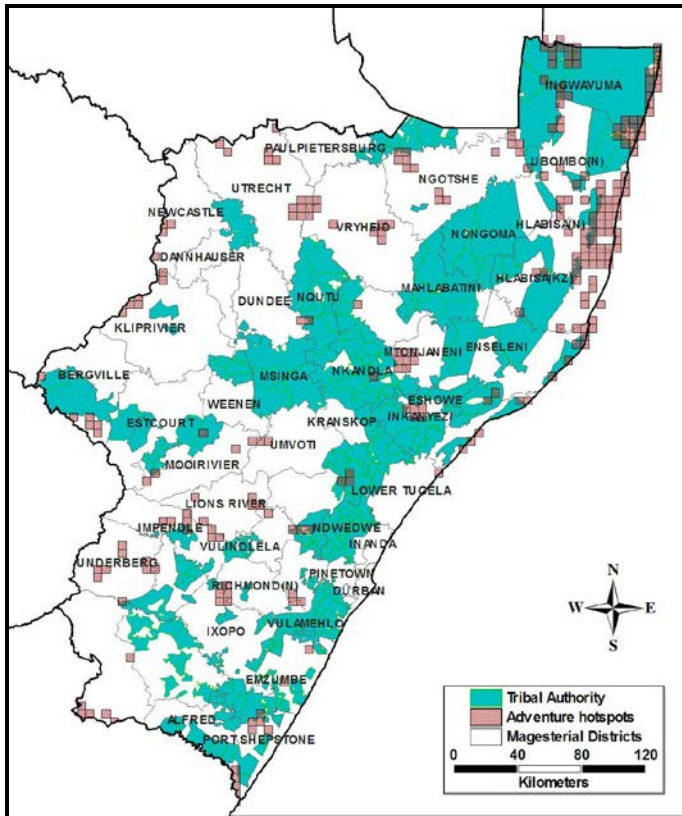 INGWAVUMA
PAULPIETERSBURG
UBOMBO(N)
NGOTSHE
UTRECHT
NEWCASTLE
VRYHEID
HLABISA(N)
NONGOMA
DANNHAUSER
HLABISA(KZ)
MAHLABATINI
DUNDEE
NQUTU
KLIPRIVIER
ENSELENI
MTONJANENI
BERGVILLE
NKANDLA
MSINGA
ESHOWE
WEENEN
INKANYEZI
ESTCOURT
KRANSKOP
UMVOTI
MOOIRIVIER
LOWER TUGELA
LIONS RIVER
IMPENDLE
NDWEDWE
VULINDLELA
INANDA
UNDERBERG
PINETOWN
RICHMOND(N)
DURBAN
IXOPO
VULAMEHLO
EMZUMBE
ALFRED
PORT SHEPSTONE
N
W E
S
Tribal Authority
Adventure hotspots
Magesterial Districts
0 40 80 120
Kilometers